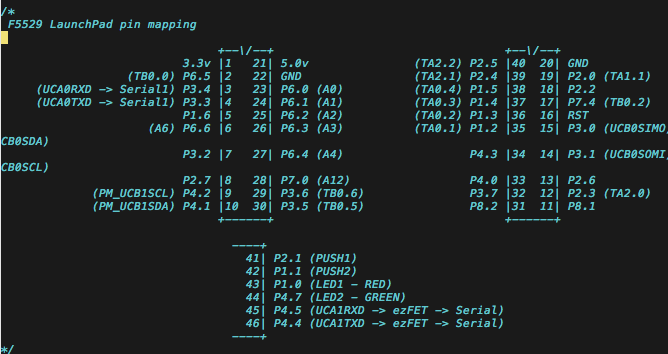 /*
 F5529 LaunchPad pin mapping

                          +--\/--+                                  +--\/--+
                     3.3v |1   21| 5.0v              (TA2.2) P2.5 |40  20| GND
             (TB0.0) P6.5 |2   22| GND               (TA2.1) P2.4 |39  19| P2.0 (TA1.1)
 (UCA0RXD -> Serial1) P3.4 |3   23| P6.0 (A0)         (TA0.4) P1.5 |38  18| P2.2
 (UCA0TXD -> Serial1) P3.3 |4   24| P6.1 (A1)         (TA0.3) P1.4 |37  17| P7.4 (TB0.2)
                     P1.6 |5   25| P6.2 (A2)         (TA0.2) P1.3 |36  16| RST
                (A6) P6.6 |6   26| P6.3 (A3)         (TA0.1) P1.2 |35  15| P3.0 (UCB0SIMO,
CB0SDA)
                     P3.2 |7   27| P6.4 (A4)                 P4.3 |34  14| P3.1 (UCB0SOMI,
CB0SCL)
                     P2.7 |8   28| P7.0 (A12)                P4.0 |33  13| P2.6
        (PM_UCB1SCL) P4.2 |9   29| P3.6 (TB0.6)              P3.7 |32  12| P2.3 (TA2.0)
        (PM_UCB1SDA) P4.1 |10  30| P3.5 (TB0.5)              P8.2 |31  11| P8.1
                          +------+                                  +------+

                            ----+
                              41| P2.1 (PUSH1)
                              42| P1.1 (PUSH2)
                              43| P1.0 (LED1 - RED)
                              44| P4.7 (LED2 - GREEN)
                              45| P4.5 (UCA1RXD -> ezFET -> Serial)
                              46| P4.4 (UCA1TXD -> ezFET -> Serial)
                            ----+
*/